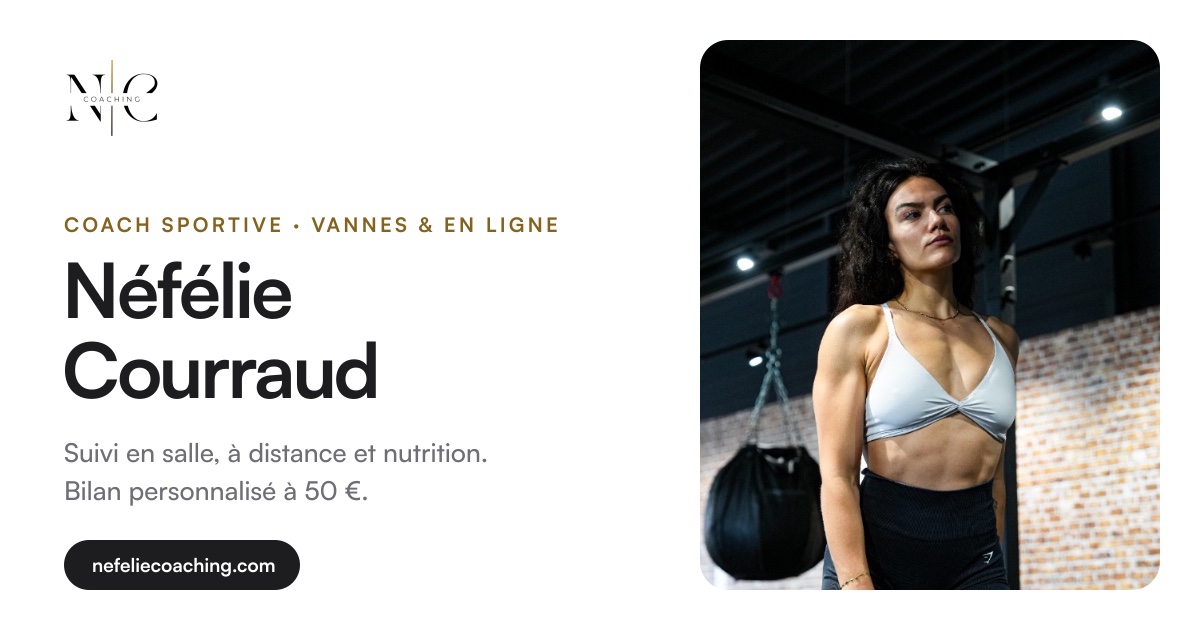 N C
COACHING
COACH SPORTIVE · VANNES & EN LIGNE
Néfélie
Courraud
Suivi en salle, à distance et nutrition.
Bilan personnalisé à 50 €.
nefeliecoaching.com